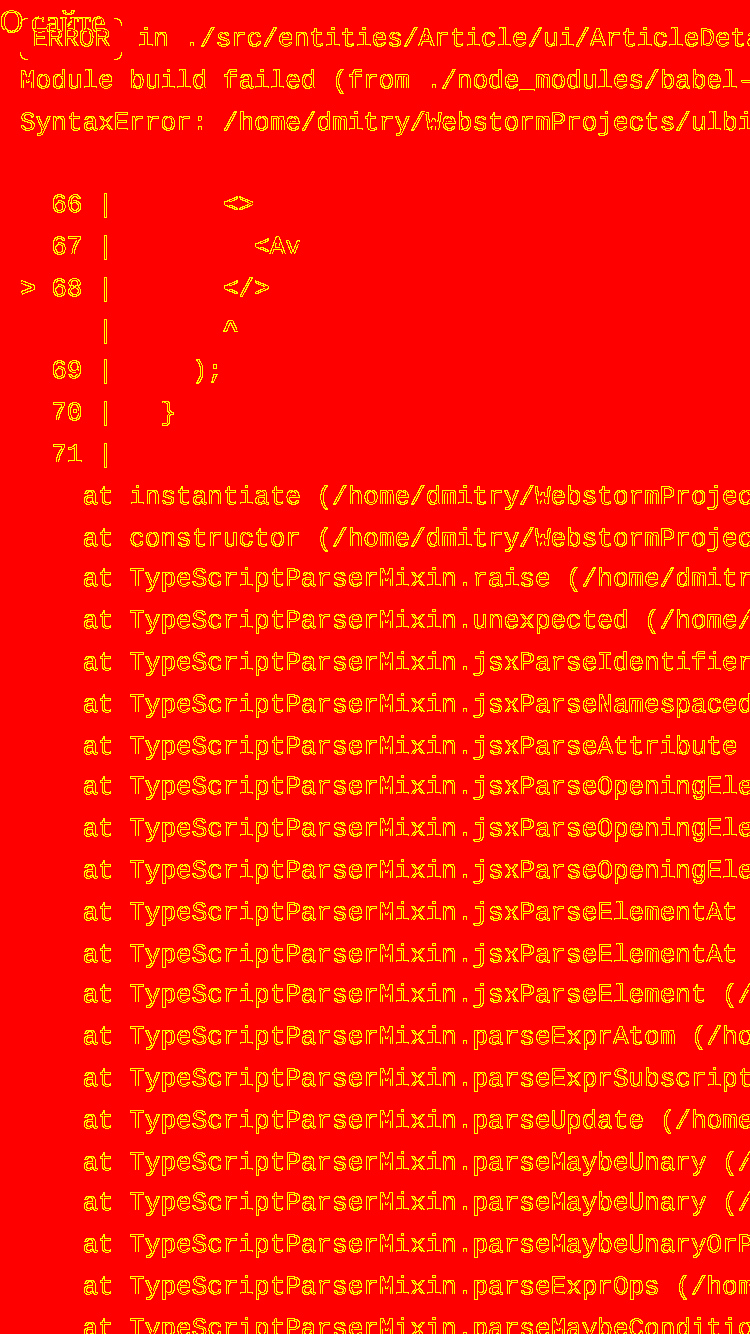 О сайте
ERROR in ./src/entities/Article/ui/ArticleDeta
Module build failed (from ./node_modules/babel-
SyntaxError: /home/dmitry/WebstormProjects/ulbi
66 |       <>
67 |         <Av
> 68 |       </>
|       ^
69 |     );
70 |   }
71 |
at instantiate (/home/dmitry/WebstormProjec
at constructor (/home/dmitry/WebstormProjec
at TypeScriptParserMixin.raise (/home/dmitr
at TypeScriptParserMixin.unexpected (/home/
at TypeScriptParserMixin.jsxParseIdentifier
at TypeScriptParserMixin.jsxParseNamespaced
at TypeScriptParserMixin.jsxParseAttribute
at TypeScriptParserMixin.jsxParseOpeningEle
at TypeScriptParserMixin.jsxParseOpeningEle
at TypeScriptParserMixin.jsxParseOpeningEle
at TypeScriptParserMixin.jsxParseElementAt
at TypeScriptParserMixin.jsxParseElementAt
at TypeScriptParserMixin.jsxParseElement (/
at TypeScriptParserMixin.parseExprAtom (/ho
at TypeScriptParserMixin.parseExprSubscript
at TypeScriptParserMixin.parseUpdate (/home
at TypeScriptParserMixin.parseMaybeUnary (/
at TypeScriptParserMixin.parseMaybeUnary (/
at TypeScriptParserMixin.parseMaybeUnaryOrP
at TypeScriptParserMixin.parseExprOps (/hom
at TypeScriptParserMixin.parseMaybeConditio